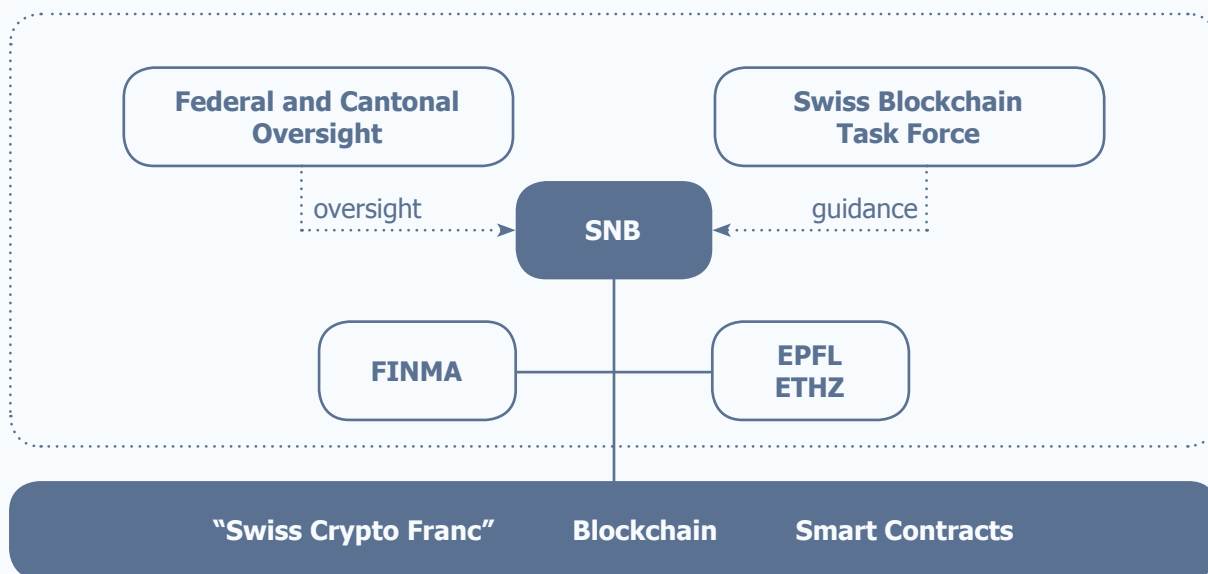 Federal and Cantonal
Oversight
Swiss Blockchain
Task Force
oversight
guidance
SNB
FINMA
EPFL
ETHZ
“Swiss Crypto Franc”
Blockchain
Smart Contracts